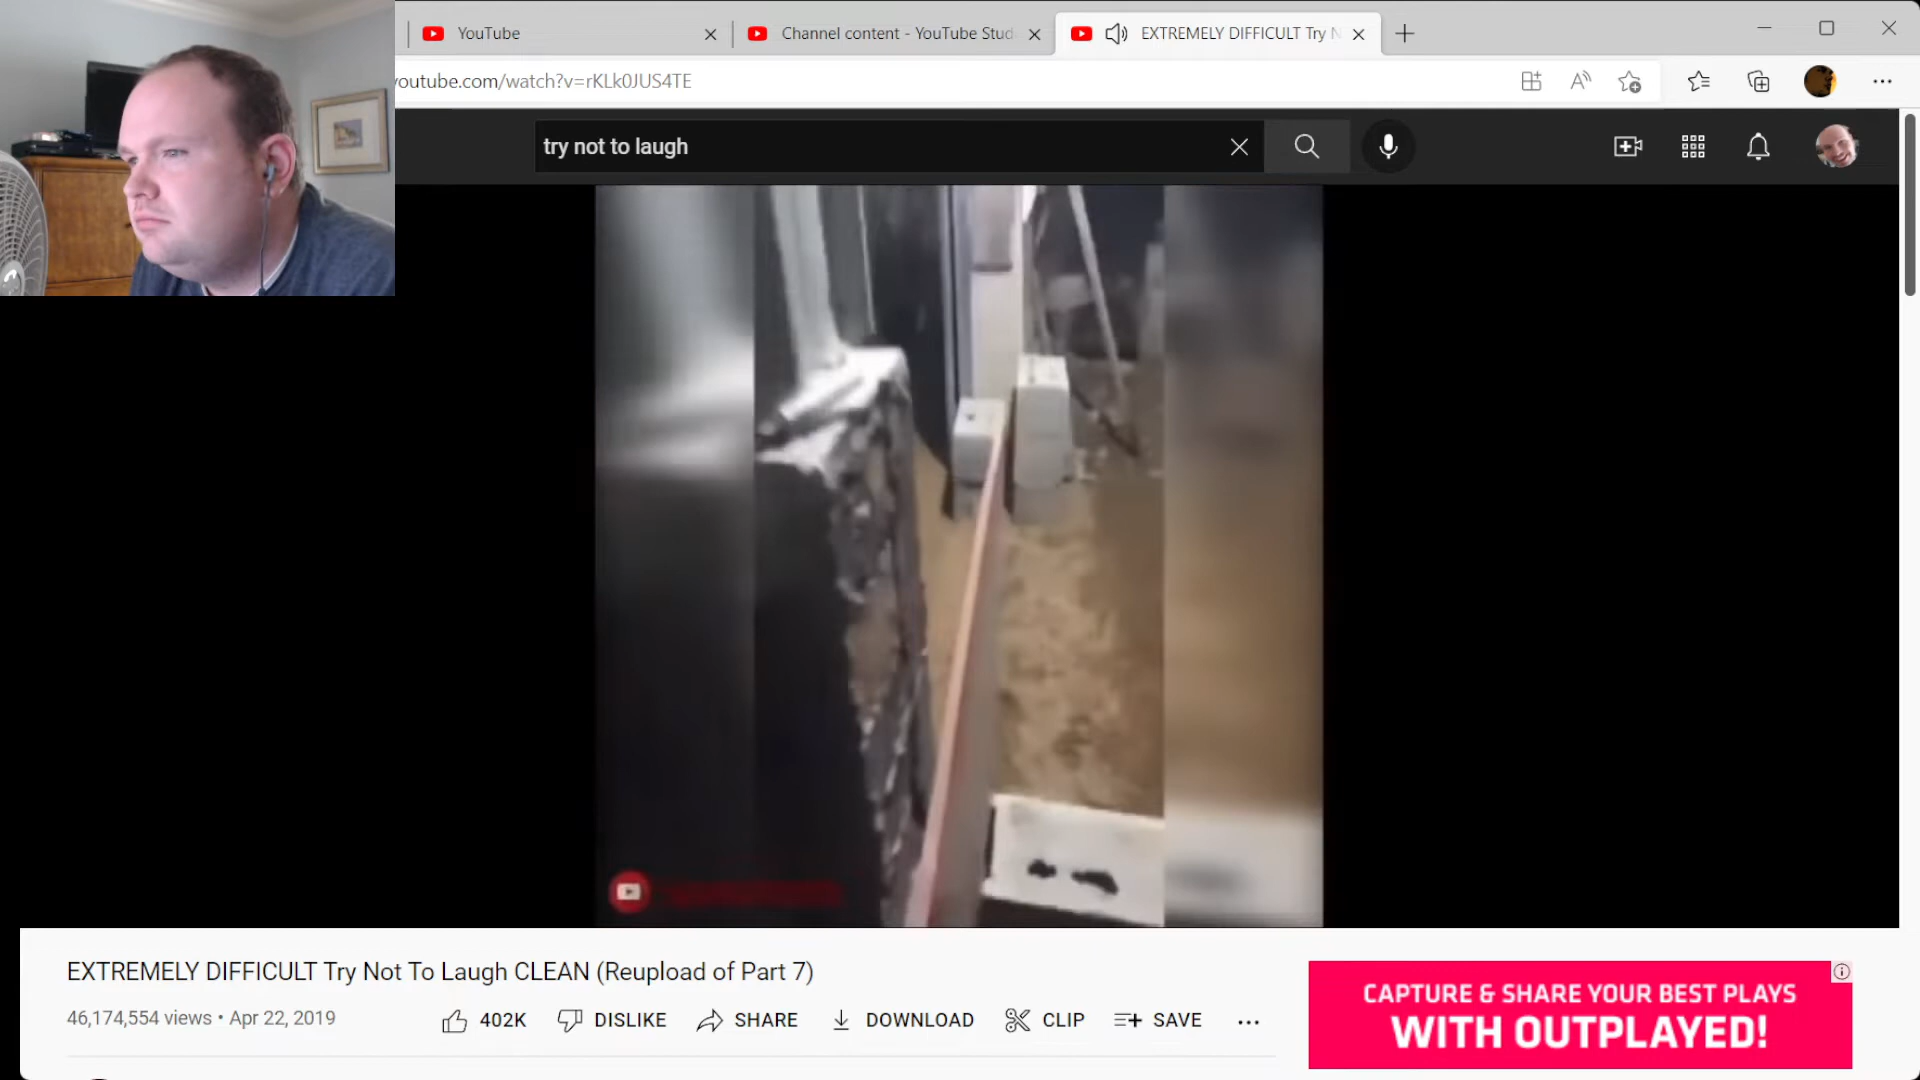 YouTube
Channel content - YouTube Stud
EXTREMELY DIFFICULT Try N
youtube.com/watch?v=rKLk0JUS4TE
try not to laugh
EXTREMELY DIFFICULT Try Not To Laugh CLEAN (Reupload of Part 7)
46,174,554 views • Apr 22, 2019
402K
DISLIKE
SHARE
DOWNLOAD
CLIP
SAVE
CAPTURE & SHARE YOUR BEST PLAYS
WITH OUTPLAYED!